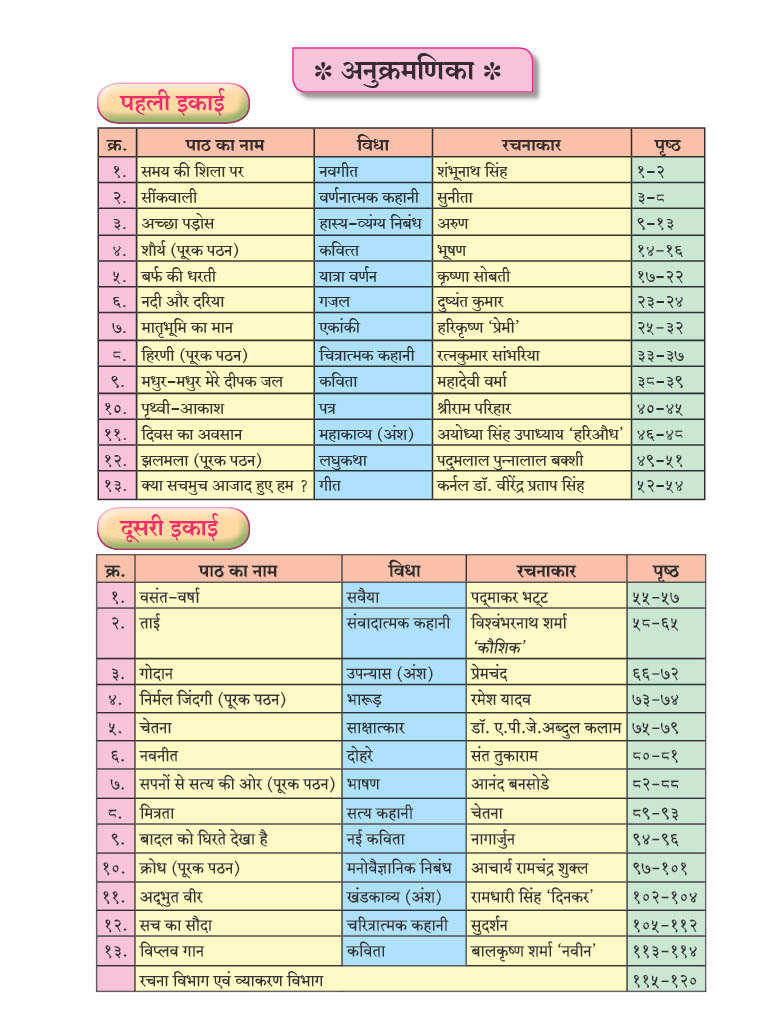 * अनुक्रमणिका *
पहली इकाई
क्र. पाठ का नाम विधा रचनाकार पृष्ठ
१. समय की शिला पर नवगीत शंभूनाथ सिंह १-२
२. सींकवाली वर्णनात्मक कहानी सुनीता ३-८
३. अच्छा पड़ोस हास्य-व्यंग्य निबंध अरुण ९-१३
४. शौर्य (पूरक पठन) कवित्त भूषण १४-१६
५. बर्फ की धरती यात्रा वर्णन कृष्णा सोबती १७-२२
६. नदी और दरिया गजल दुष्यंत कुमार २३-२४
७. मातृभूमि का मान एकांकी हरिकृष्ण ‘प्रेमी’ २५-३२
८. हिरणी (पूरक पठन) चित्रात्मक कहानी रत्नकुमार सांभरिया ३३-३७
९. मधुर-मधुर मेरे दीपक जल कविता महादेवी वर्मा ३८-३९
१०. पृथ्वी-आकाश पत्र श्रीराम परिहार ४०-४५
११. दिवस का अवसान महाकाव्य (अंश) अयोध्या सिंह उपाध्याय ‘हरिऔध’ ४६-४८
१२. झलमला (पूरक पठन) लघुकथा पदुमलाल पुन्नालाल बक्शी ४९-५१
१३. क्या सचमुच आजाद हुए हम ? गीत कर्नल डॉ. वीरेंद्र प्रताप सिंह ५२-५४
दूसरी इकाई
क्र. पाठ का नाम विधा रचनाकार पृष्ठ
१. वसंत-वर्षा सवैया पद्माकर भट्ट ५५-५७
२. ताई संवादात्मक कहानी विश्वंभरनाथ शर्मा ५८-६५
‘कौशिक’
३. गोदान उपन्यास (अंश) प्रेमचंद ६६-७२
४. निर्मल जिंदगी (पूरक पठन) भारूड़ रमेश यादव ७३-७४
५. चेतना साक्षात्कार डॉ. ए.पी.जे.अब्दुल कलाम ७५-७९
६. नवनीत दोहरे संत तुकाराम ८०-८१
७. सपनों से सत्य की ओर (पूरक पठन) भाषण आनंद बनसोडे ८२-८८
८. मित्रता सत्य कहानी चेतना ८९-९३
९. बादल को घिरते देखा है नई कविता नागार्जुन ९४-९६
१०. क्रोध (पूरक पठन) मनोवैज्ञानिक निबंध आचार्य रामचंद्र शुक्ल ९७-१०१
११. अद्भुत वीर खंडकाव्य (अंश) रामधारी सिंह ‘दिनकर’ १०२-१०४
१२. सच का सौदा चरित्रात्मक कहानी सुदर्शन १०५-११२
१३. विप्लव गान कविता बालकृष्ण शर्मा ‘नवीन’ ११३-११४
रचना विभाग एवं व्याकरण विभाग ११५-१२०